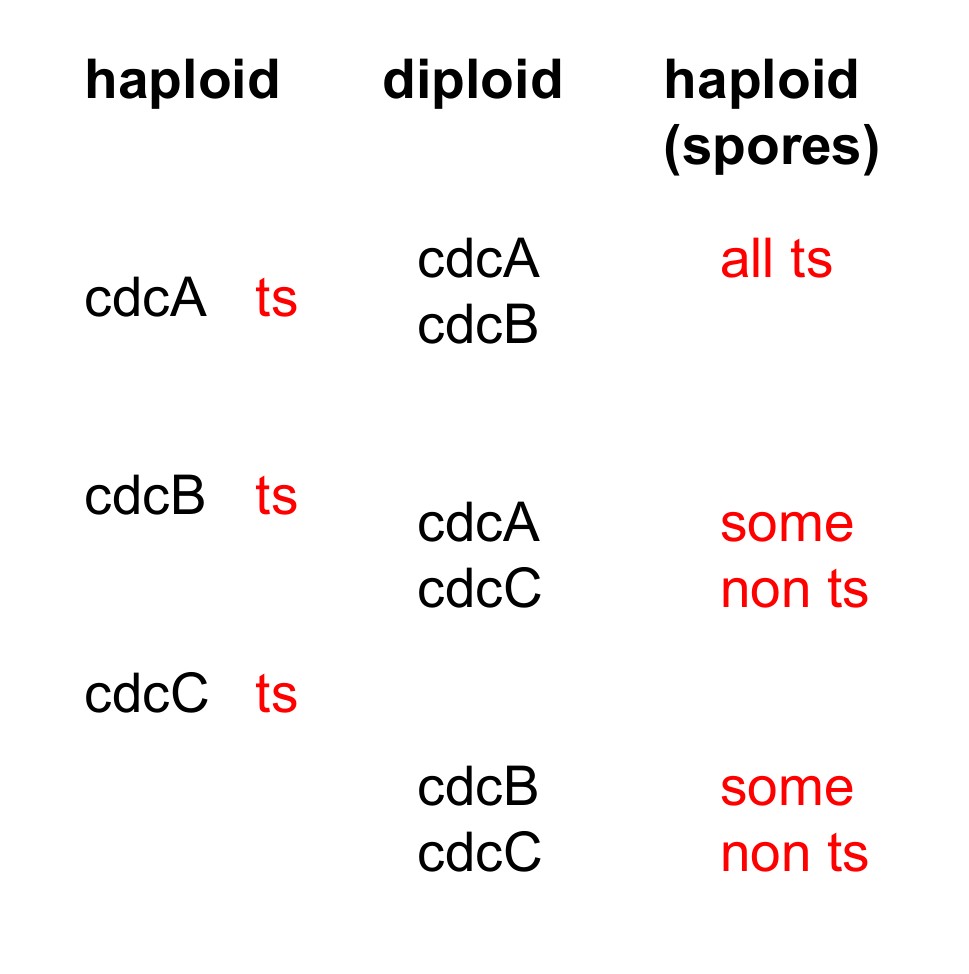 haploid diploid haploid
(spores)
cdcA all ts
cdcA ts
cdcB
cdcB ts
cdcA some
cdcC non ts
cdcC ts
cdcB some
cdcC non ts